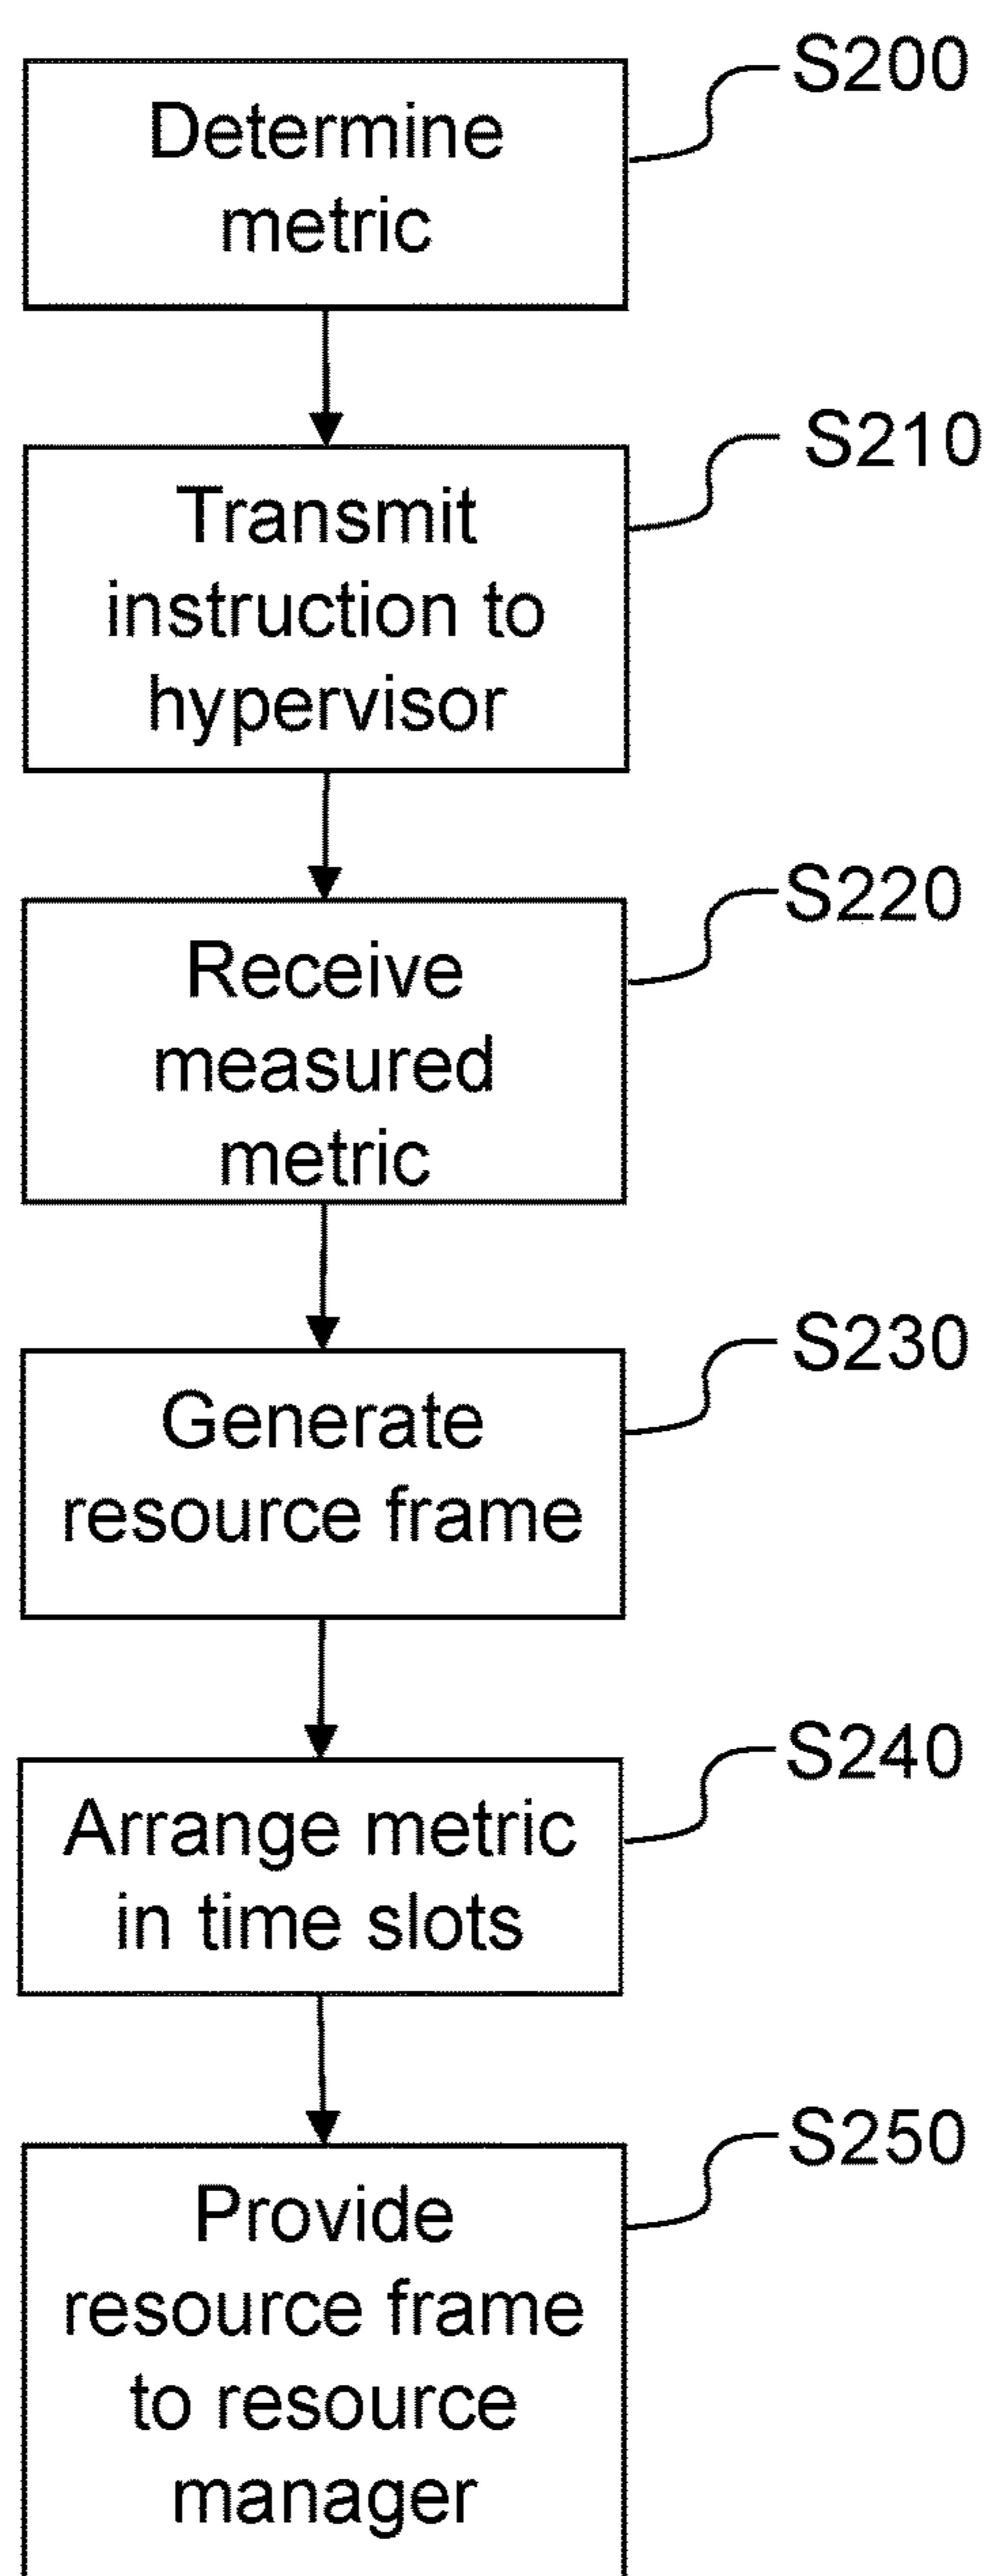 S200
Determine
metric
S210
Transmit
instruction to
hypervisor
S220
Receive
measured
metric
S230
Generate
resource frame
S240
Arrange metric
in time slots
S250
Provide
resource frame
to resource
manager